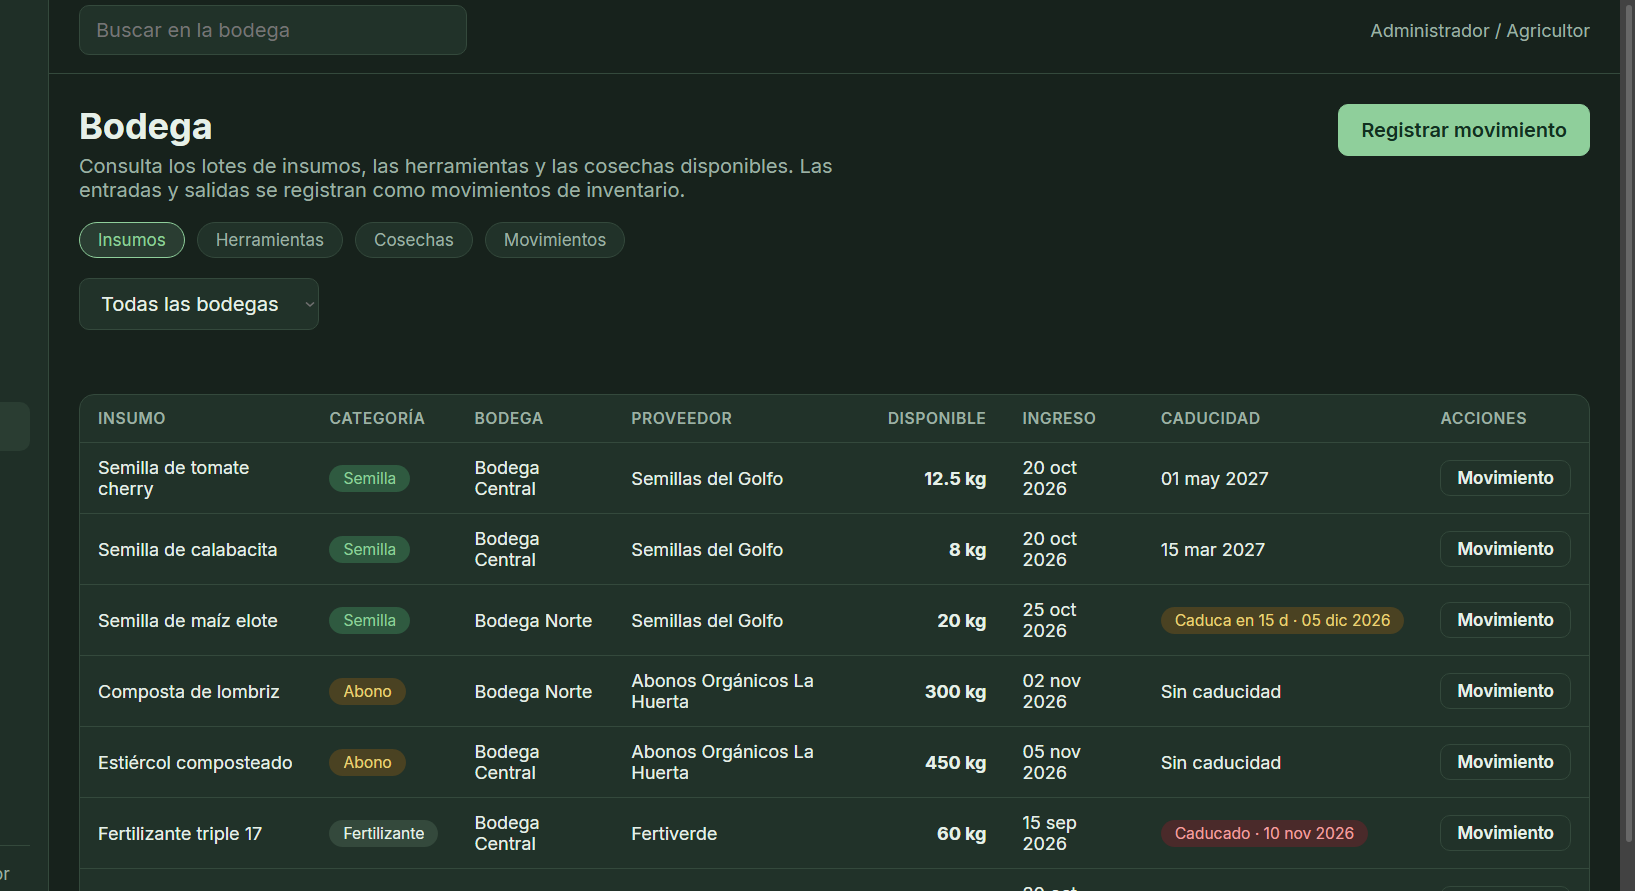 Buscar en la bodega
Administrador / Agricultor
Bodega
Registrar movimiento
Consulta los lotes de insumos, las herramientas y las cosechas disponibles. Las
entradas y salidas se registran como movimientos de inventario.
Insumos
Herramientas
Cosechas
Movimientos
Todas las bodegas
INSUMO CATEGORÍA BODEGA PROVEEDOR DISPONIBLE INGRESO CADUCIDAD ACCIONES
Semilla de tomate
cherry
Semilla
Bodega
Central
Semillas del Golfo
12.5 kg
20 oct
2026
01 may 2027
Movimiento
Semilla de calabacita
Semilla
Bodega
Central
Semillas del Golfo
8 kg
20 oct
2026
15 mar 2027
Movimiento
Semilla de maíz elote
Semilla
Bodega Norte
Semillas del Golfo
20 kg
25 oct
2026
Caduca en 15 d · 05 dic 2026
Movimiento
Composta de lombriz
Abono
Bodega Norte
Abonos Orgánicos La
Huerta
300 kg
02 nov
2026
Sin caducidad
Movimiento
Estiércol composteado
Abono
Bodega
Central
Abonos Orgánicos La
Huerta
450 kg
05 nov
2026
Sin caducidad
Movimiento
Fertilizante triple 17
Fertilizante
Bodega
Central
Fertiverde
60 kg
15 sep
2026
Caducado · 10 nov 2026
Movimiento